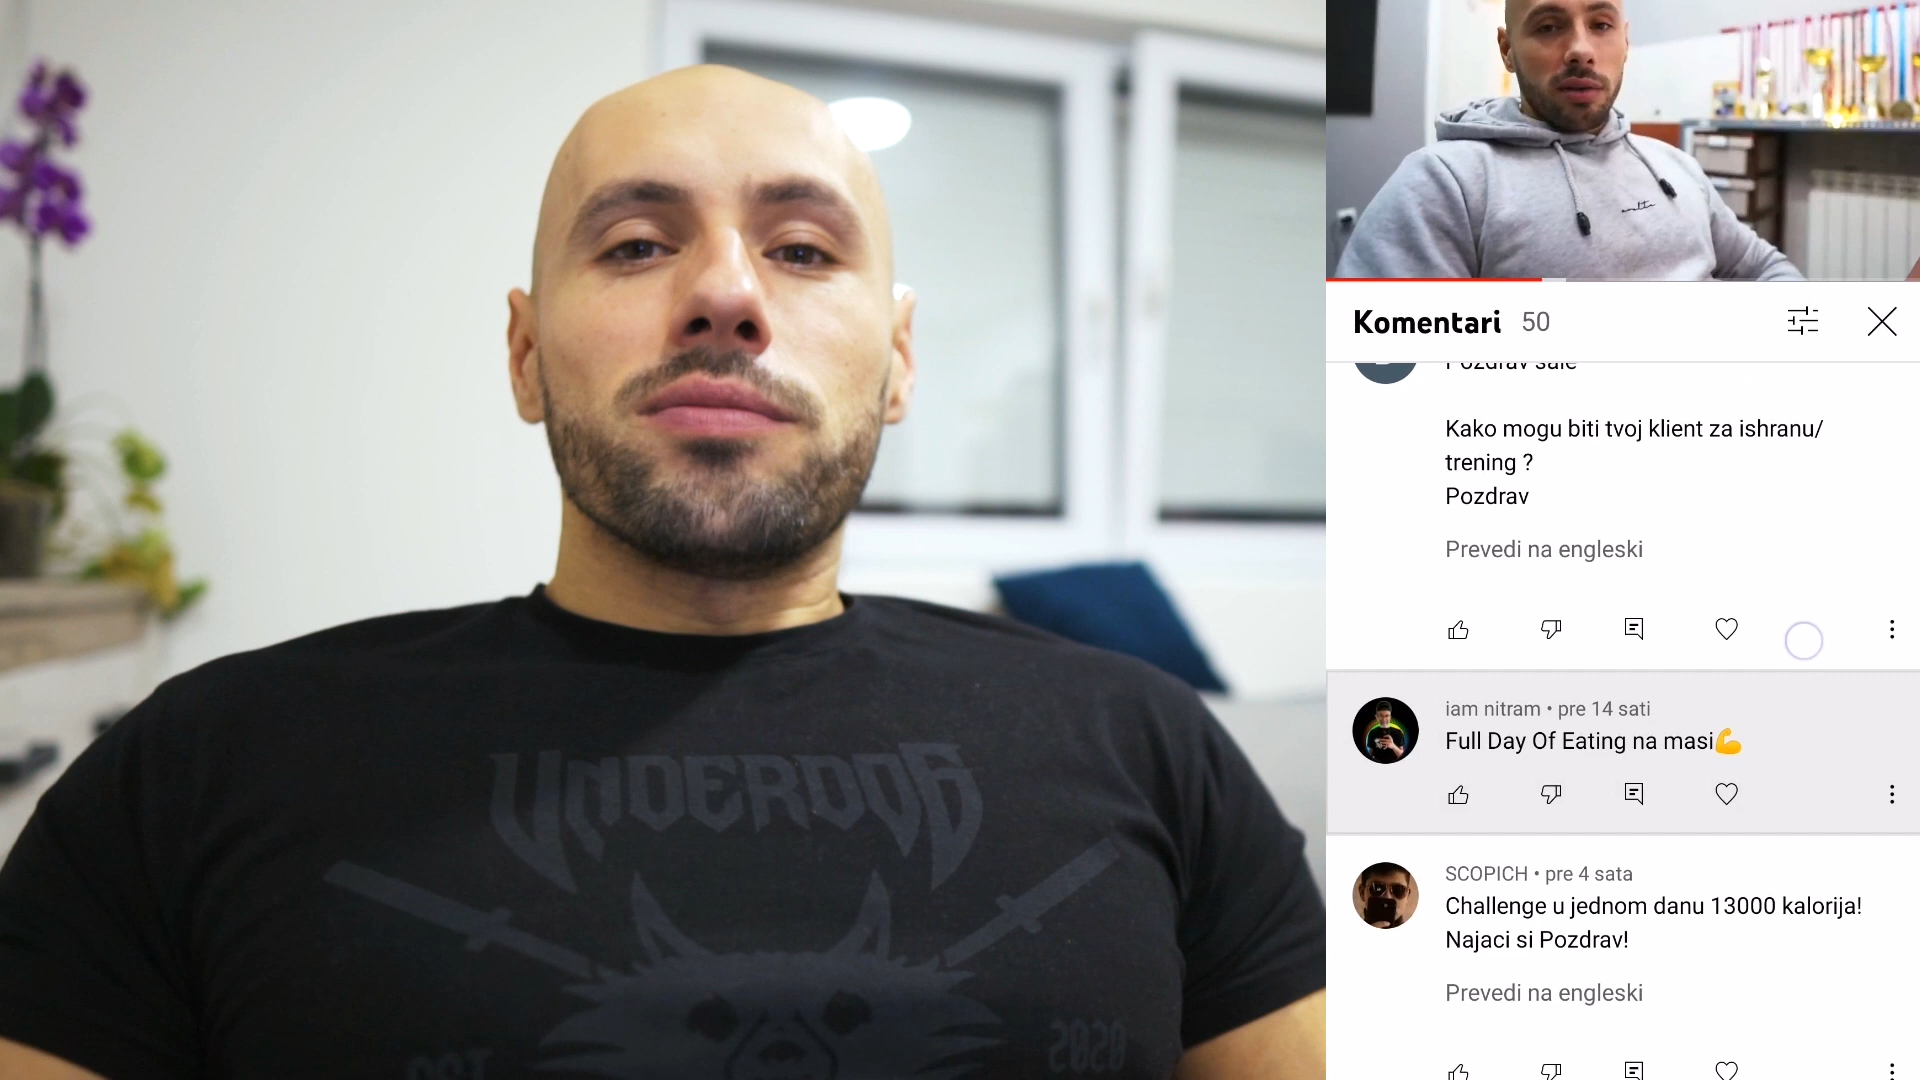 UNDERDOG
2020
Komentari 50
Pozdrav sale
Kako mogu biti tvoj klient za ishranu/
trening ?
Pozdrav
Prevedi na engleski
iam nitram • pre 14 sati
Full Day Of Eating na masi💪
SCOPICH • pre 4 sata
Challenge u jednom danu 13000 kalorija!
Najaci si Pozdrav!
Prevedi na engleski